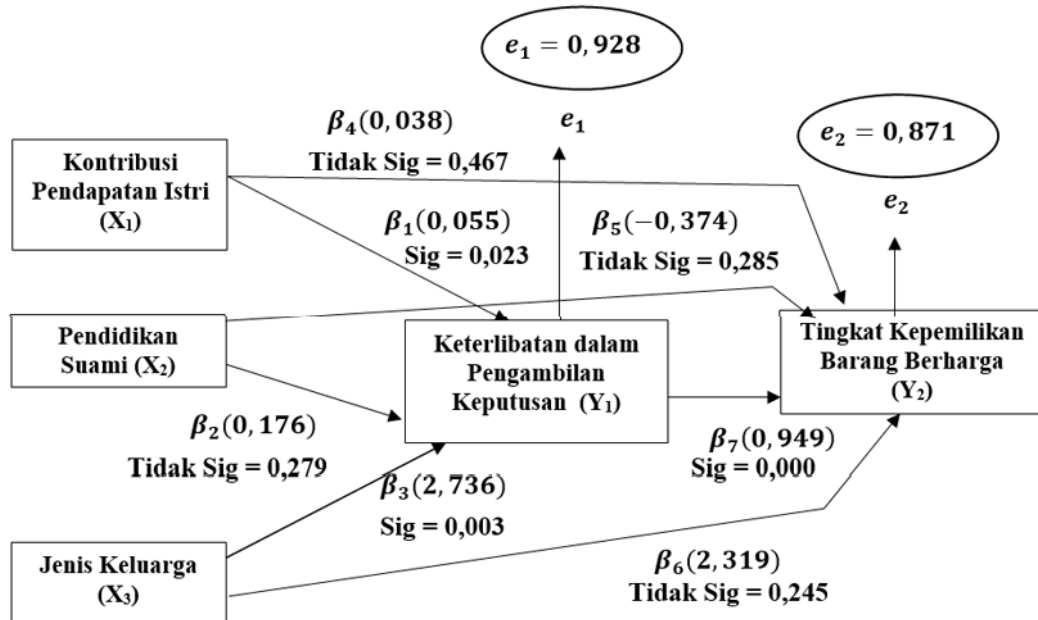 e₁ = 0,928
e₁
e₂ = 0,871
e₂
β₄(0,038)
Tidak Sig = 0,467
Kontribusi
Pendapatan Istri
(X₁)
β₁(0,055)
Sig = 0,023
β₅(−0,374)
Tidak Sig = 0,285
Pendidikan
Suami (X₂)
Keterlibatan dalam
Pengambilan
Keputusan (Y₁)
Tingkat Kepemilikan
Barang Berharga
(Y₂)
β₂(0,176)
Tidak Sig = 0,279
β₇(0,949)
Sig = 0,000
β₃(2,736)
Sig = 0,003
Jenis Keluarga
(X₃)
β₆(2,319)
Tidak Sig = 0,245